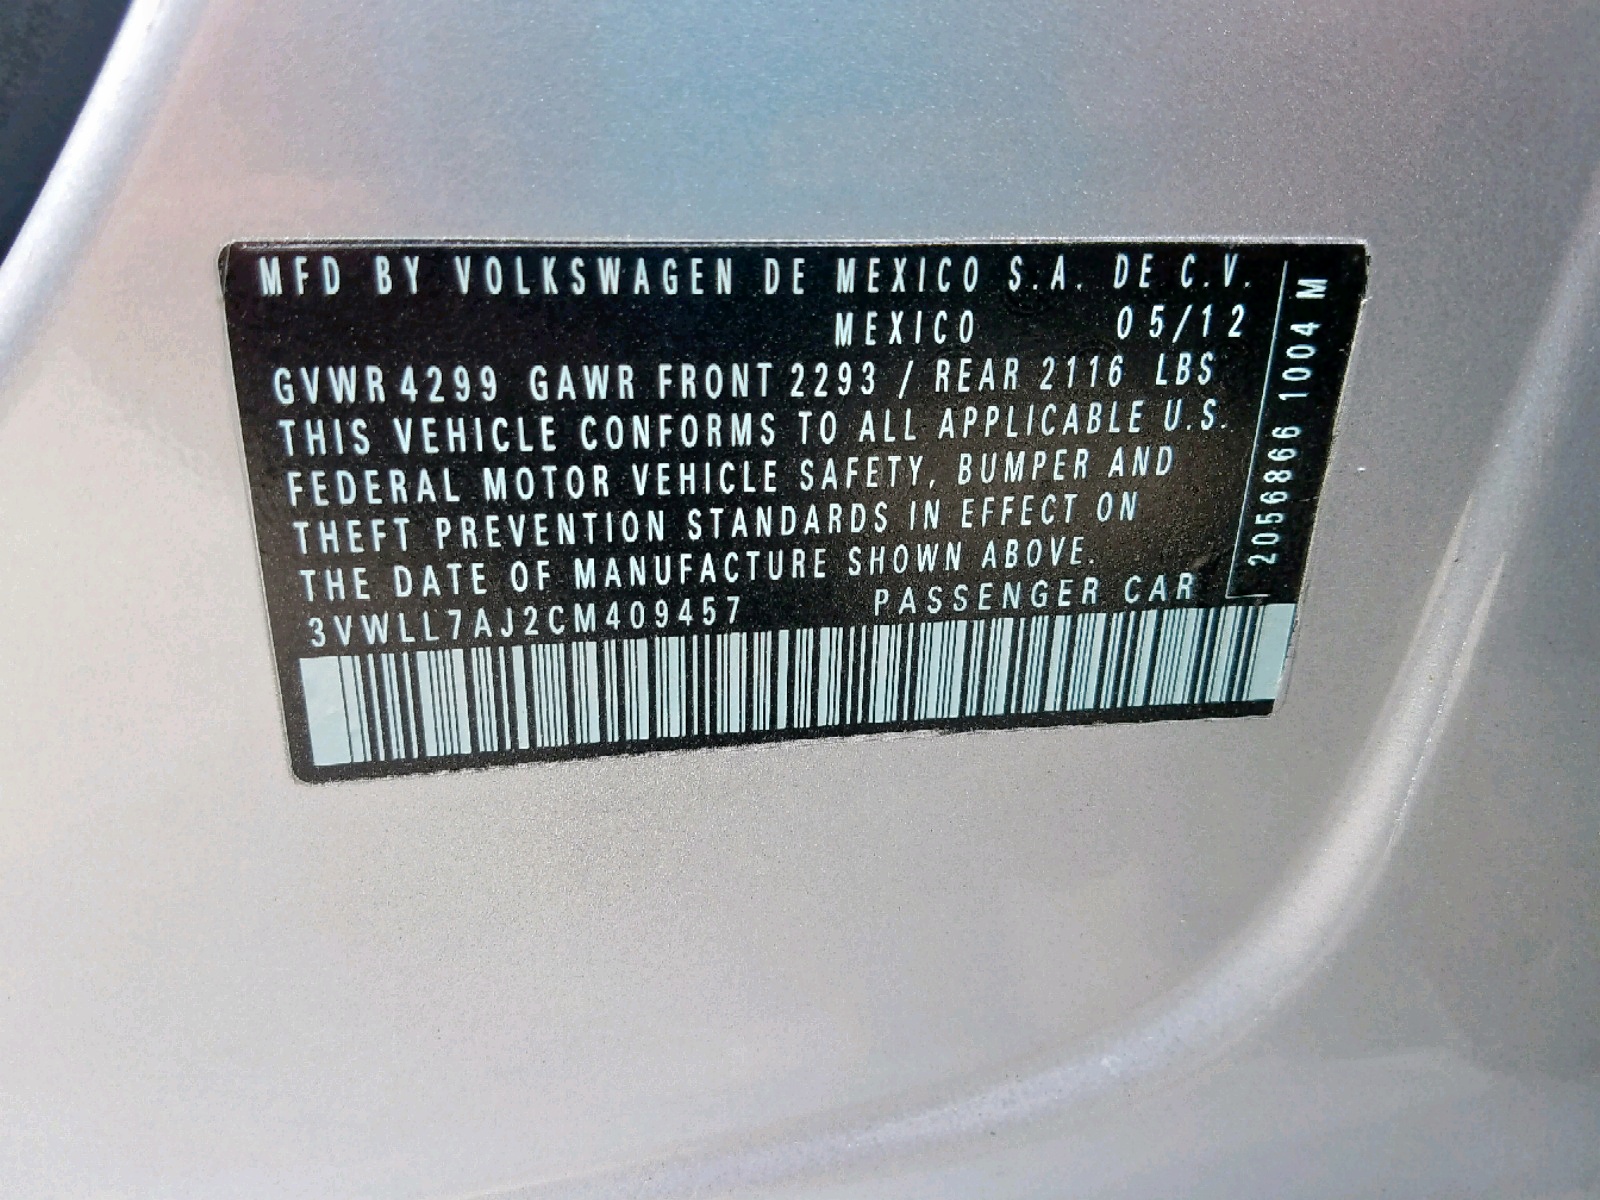 MFD BY VOLKSWAGEN DE MEXICO S.A. DE C.V.
MEXICO 05/12
GVWR 4299 GAWR FRONT 2293 / REAR 2116 LBS
THIS VEHICLE CONFORMS TO ALL APPLICABLE U.S.
FEDERAL MOTOR VEHICLE SAFETY, BUMPER AND
THEFT PREVENTION STANDARDS IN EFFECT ON
THE DATE OF MANUFACTURE SHOWN ABOVE.
3VWLL7AJ2CM409457 PASSENGER CAR
2056866 1004 M